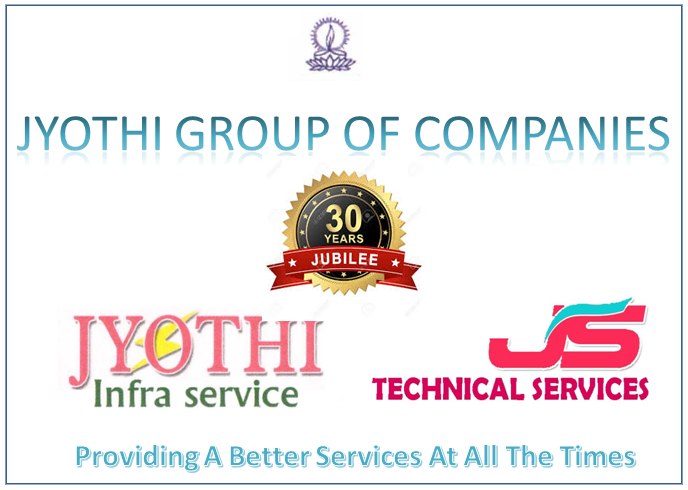 JYOTHI GROUP OF COMPANIES
30
YEARS
JUBILEE
JYOTHI
Infra service
JS
TECHNICAL SERVICES
Providing A Better Services At All The Times